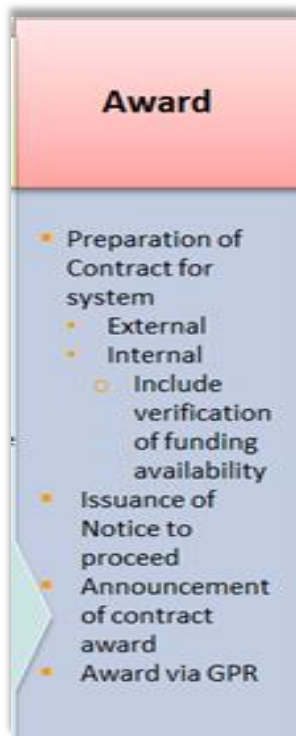 Award
Preparation of
Contract for
system
External
Internal
Include
verification
of funding
availability
Issuance of
Notice to
proceed
Announcement
of contract
award
Award via GPR